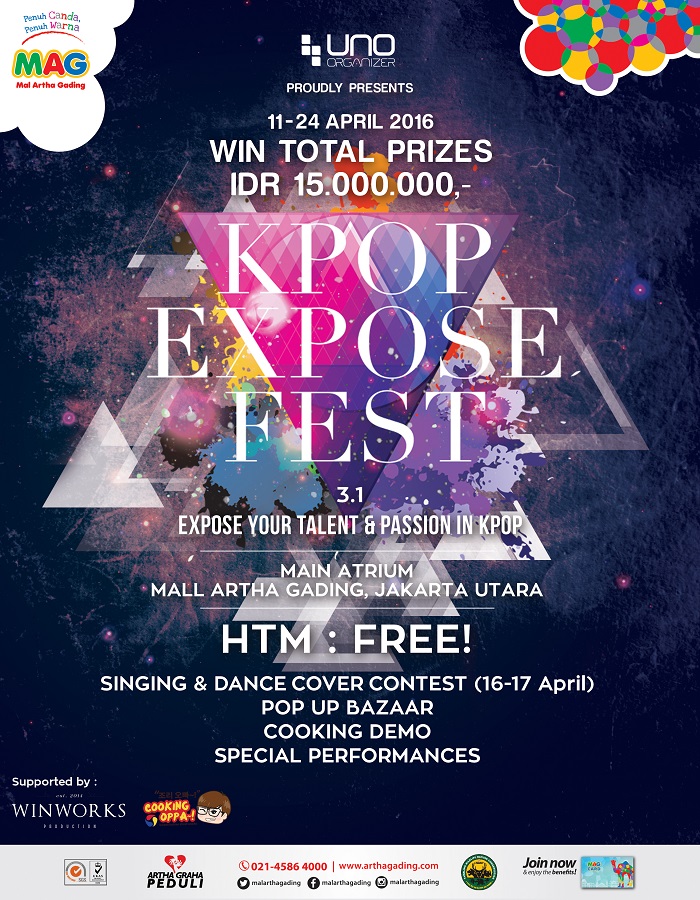 Penuh Canda,
Penuh Warna
MAG
Mal Artha Gading
UNO
ORGANIZER
PROUDLY PRESENTS
11-24 APRIL 2016
WIN TOTAL PRIZES
IDR 15.000.000,-
KPOP
EXPOSE
FEST
3.1
EXPOSE YOUR TALENT & PASSION IN KPOP
MAIN ATRIUM
MALL ARTHA GADING, JAKARTA UTARA
HTM : FREE!
SINGING & DANCE COVER CONTEST (16-17 April)
POP UP BAZAAR
COOKING DEMO
SPECIAL PERFORMANCES
Supported by :
est. 2011
WINWORKS
PRODUCTION
COOKING
OPPA~!
SGS
ARTHA GRAHA
PEDULI
021-4586 4000 | www.arthagading.com
malarthagading malarthagading malarthagading
Join now
& enjoy the benefits!
MAG
CARD